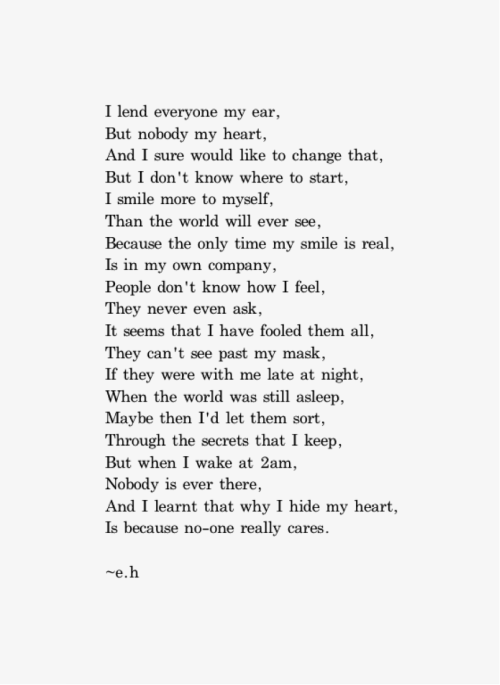 I lend everyone my ear,
But nobody my heart,
And I sure would like to change that,
But I don't know where to start,
I smile more to myself,
Than the world will ever see,
Because the only time my smile is real,
Is in my own company,
People don't know how I feel,
They never even ask,
It seems that I have fooled them all,
They can't see past my mask,
If they were with me late at night,
When the world was still asleep,
Maybe then I'd let them sort,
Through the secrets that I keep,
But when I wake at 2am,
Nobody is ever there,
And I learnt that why I hide my heart,
Is because no-one really cares.
~e.h